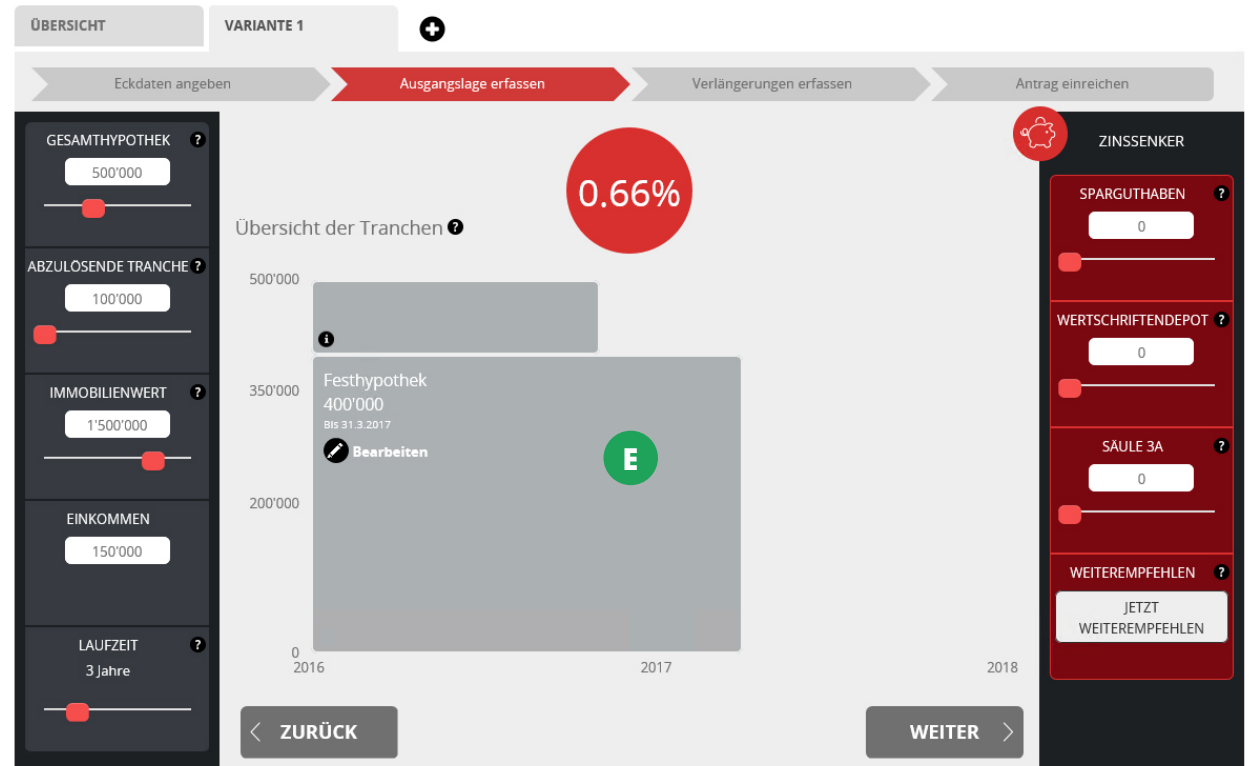 ÜBERSICHT
VARIANTE 1
Eckdaten angeben
Ausgangslage erfassen
Verlängerungen erfassen
Antrag einreichen
GESAMTHYPOTHEK ?
500'000
ABZULÖSENDE TRANCHE ?
100'000
IMMOBILIENWERT ?
1'500'000
EINKOMMEN
150'000
LAUFZEIT ?
3 Jahre
0.66%
Übersicht der Tranchen ?
500'000
350'000
200'000
0
i
Festhypothek
400'000
Bis 31.3.2017
Bearbeiten
E
2016
2017
2018
ZURÜCK
WEITER
ZINSSENKER
SPARGUTHABEN ?
0
WERTSCHRIFTENDEPOT ?
0
SÄULE 3A ?
0
WEITEREMPFEHLEN ?
JETZT
WEITEREMPFEHLEN